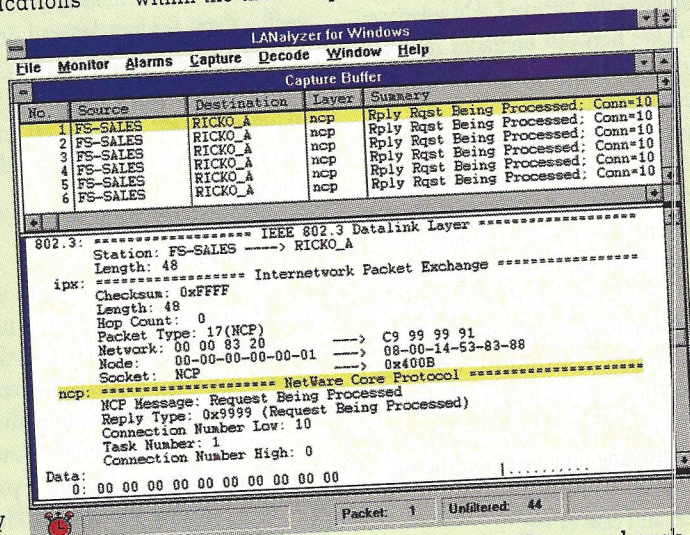 LANalyzer for Windows
File Monitor Alarms Capture Decode Window Help
Capture Buffer
No. Source Destination Layer Summary
1 FS-SALES RICKO_A ncp Rply Rqst Being Processed; Conn=10
2 FS-SALES RICKO_A ncp Rply Rqst Being Processed; Conn=10
3 FS-SALES RICKO_A ncp Rply Rqst Being Processed; Conn=10
4 FS-SALES RICKO_A ncp Rply Rqst Being Processed; Conn=10
5 FS-SALES RICKO_A ncp Rply Rqst Being Processed; Conn=10
6 FS-SALES RICKO_A ncp Rply Rqst Being Processed; Conn=10
802.3: =================== IEEE 802.3 Datalink Layer ===================
Station: FS-SALES ----> RICKO_A
Length: 48
ipx: ================== Internetwork Packet Exchange =================
Checksum: 0xFFFF
Length: 48
Hop Count: 0
Packet Type: 17(NCP)
Network: 00 00 83 20 ---> C9 99 99 91
Node: 00-00-00-00-00-01 ---> 08-00-14-53-83-88
Socket: NCP ---> 0x400B
ncp: ===================== NetWare Core Protocol =====================
NCP Message: Request Being Processed
Reply Type: 0x9999 (Request Being Processed)
Connection Number Low: 10
Task Number: 1
Connection Number High: 0
Data:
0: 00 00 00 00 00 00 00 00 00 00 |..........
Packet: 1 Unfiltered: 44